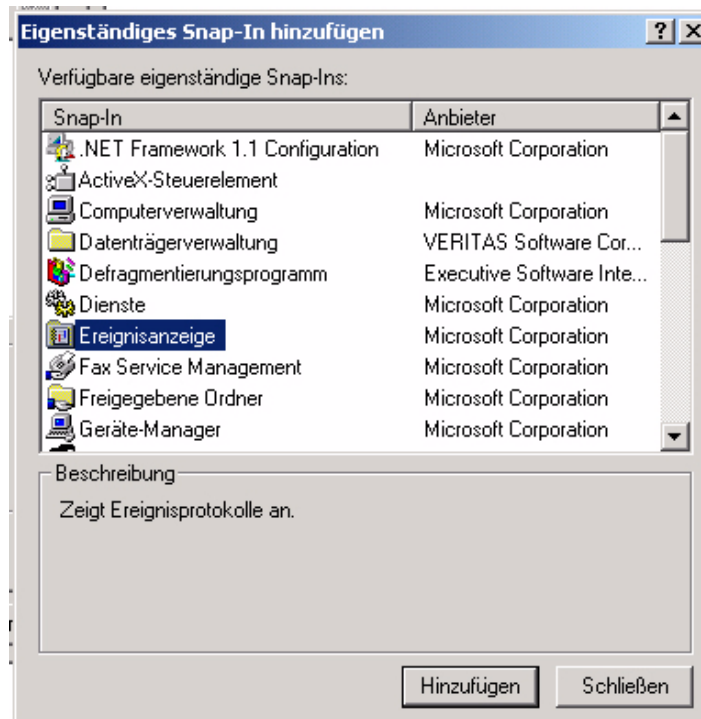 Eigenständiges Snap-In hinzufügen
Verfügbare eigenständige Snap-Ins:
Snap-In Anbieter
.NET Framework 1.1 Configuration Microsoft Corporation
ActiveX-Steuerelement
Computerverwaltung Microsoft Corporation
Datenträgerverwaltung VERITAS Software Cor...
Defragmentierungsprogramm Executive Software Inte...
Dienste Microsoft Corporation
Ereignisanzeige Microsoft Corporation
Fax Service Management Microsoft Corporation
Freigegebene Ordner Microsoft Corporation
Geräte-Manager Microsoft Corporation
Beschreibung
Zeigt Ereignisprotokolle an.
Hinzufügen Schließen